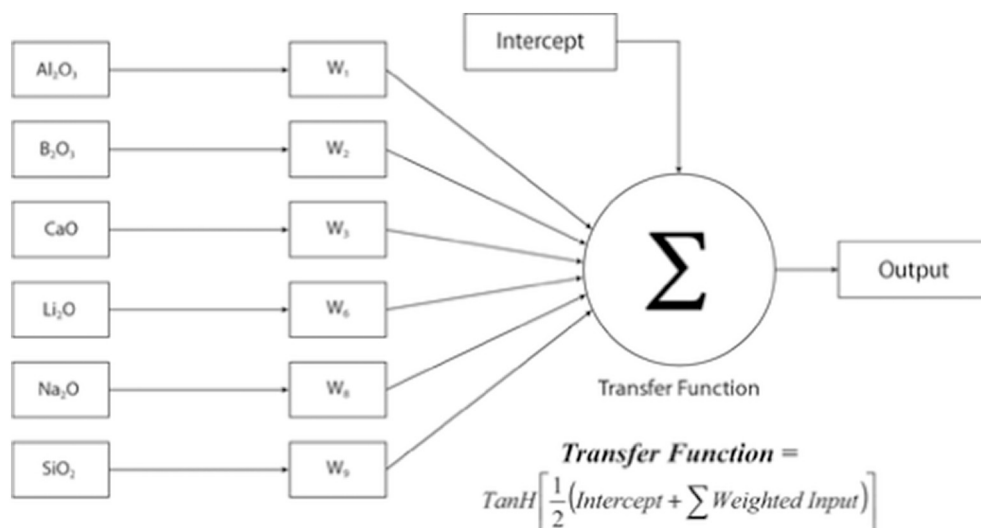 Intercept
Al₂O₃ W₁
B₂O₃ W₂
CaO W₃
Σ
Output
Li₂O W₆
Na₂O W₈
Transfer Function
SiO₂ W₉
Transfer Function =
TanH[1/2(Intercept + ∑ Weighted Input)]